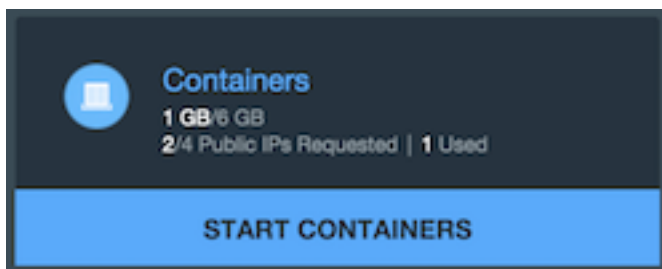 Containers
1 GB/6 GB
2/4 Public IPs Requested | 1 Used
START CONTAINERS